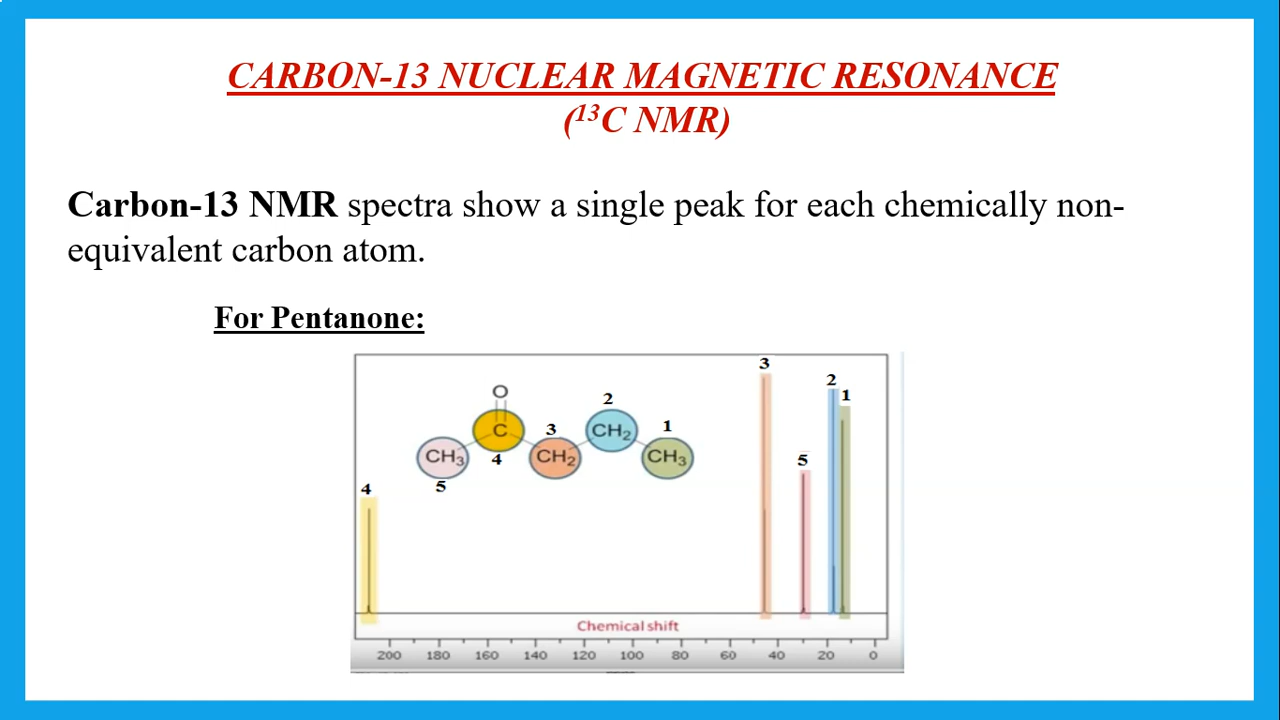 CARBON-13 NUCLEAR MAGNETIC RESONANCE
(¹³C NMR)
Carbon-13 NMR spectra show a single peak for each chemically non-
equivalent carbon atom.
For Pentanone:
3
2
1
O
2
C
3
CH₂
1
5
CH₃
4
CH₂
CH₃
4
5
Chemical shift
200 180 160 140 120 100 80 60 40 20 0